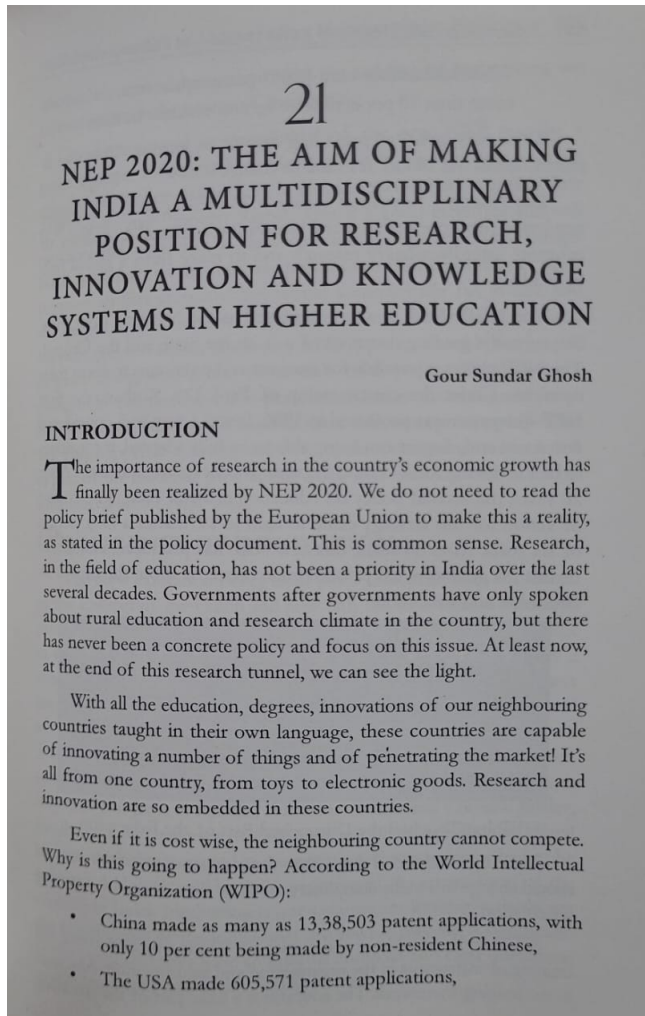 21
NEP 2020: THE AIM OF MAKING
INDIA A MULTIDISCIPLINARY
POSITION FOR RESEARCH,
INNOVATION AND KNOWLEDGE
SYSTEMS IN HIGHER EDUCATION
Gour Sundar Ghosh
INTRODUCTION
The importance of research in the country's economic growth has
finally been realized by NEP 2020. We do not need to read the
policy brief published by the European Union to make this a reality,
as stated in the policy document. This is common sense. Research,
in the field of education, has not been a priority in India over the last
several decades. Governments after governments have only spoken
about rural education and research climate in the country, but there
has never been a concrete policy and focus on this issue. At least now,
at the end of this research tunnel, we can see the light.
With all the education, degrees, innovations of our neighbouring
countries taught in their own language, these countries are capable
of innovating a number of things and of penetrating the market! It's
all from one country, from toys to electronic goods. Research and
innovation are so embedded in these countries.
Even if it is cost wise, the neighbouring country cannot compete.
Why is this going to happen? According to the World Intellectual
Property Organization (WIPO):
• China made as many as 13,38,503 patent applications, with
only 10 per cent being made by non-resident Chinese,
• The USA made 605,571 patent applications,